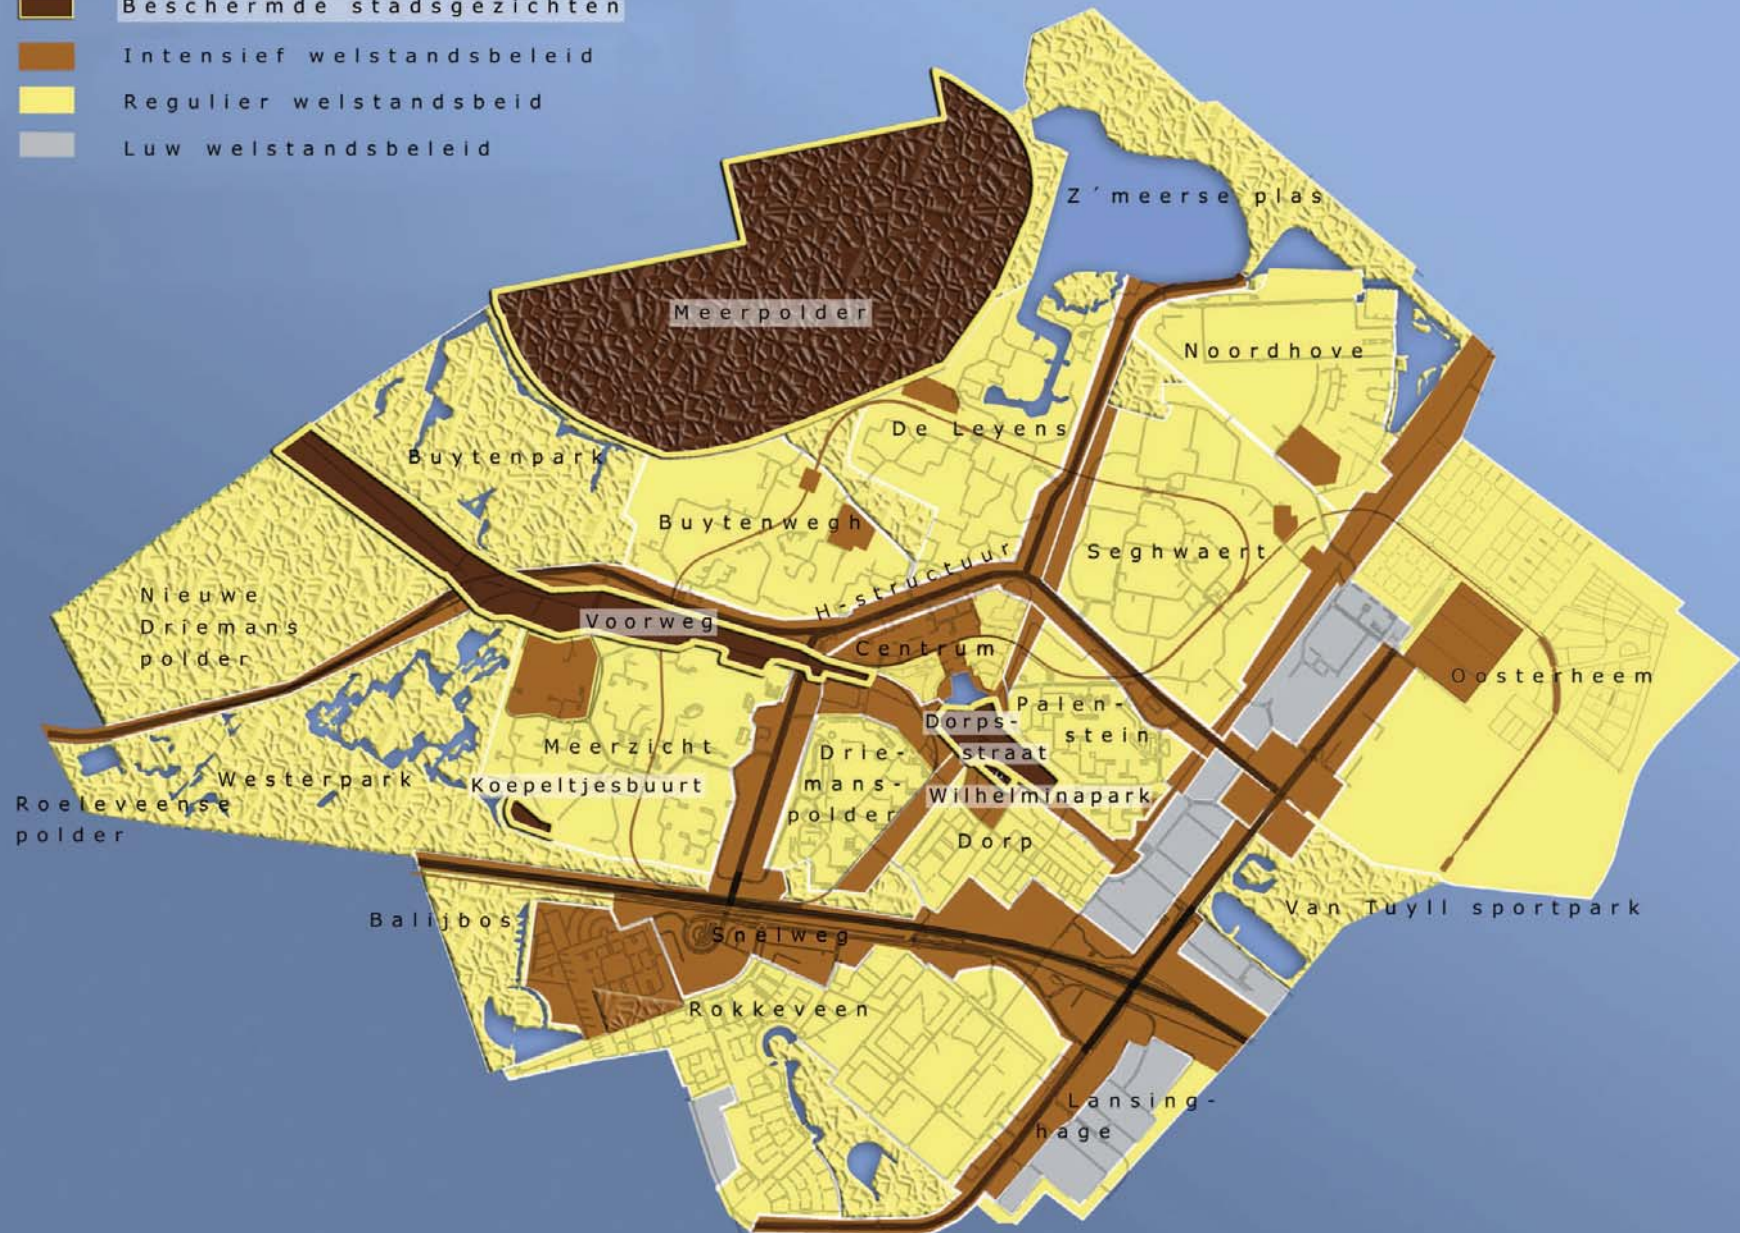 Beschermde stadsgezichten
Intensief welstandsbeleid
Regulier welstandsbeid
Luw welstandsbeleid
Z´meerse plas
Meerpolder
Noordhove
De Leyens
Buytenpark
Buytenwegh
Seghwaert
H-structuur
Nieuwe
Driemans
polder
Voorweg
Centrum
Oosterheem
Palen-
stein
Dorps-
straat
Meerzicht
Drie-
mans-
polder
Westerpark
Koepeltjesbuurt
Wilhelminapark
Roeleveense
polder
Dorp
Balijbos
Van Tuyll sportpark
Snelweg
Rokkeveen
Lansing-
hage